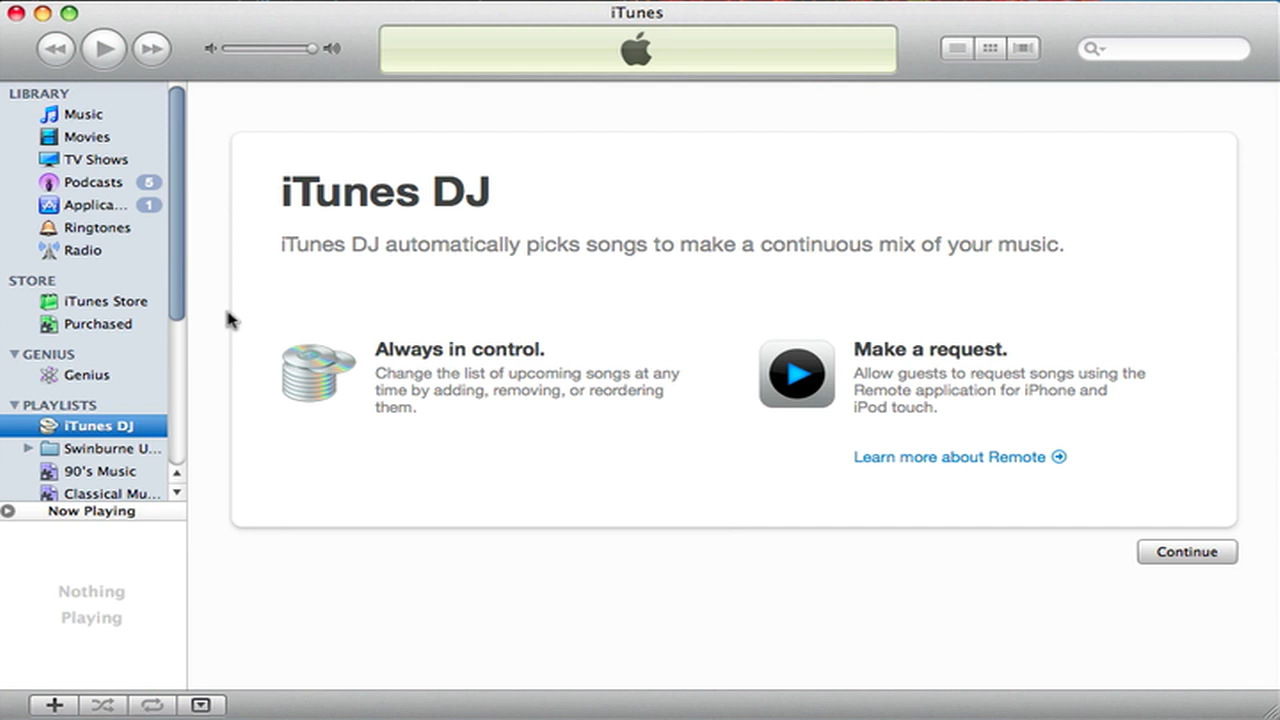 iTunes
LIBRARY
Music
Movies
TV Shows
Podcasts 5
Applica... 1
Ringtones
Radio
STORE
iTunes Store
Purchased
GENIUS
Genius
PLAYLISTS
iTunes DJ
Swinburne U...
90's Music
Classical Mu...
Now Playing
Nothing
Playing
iTunes DJ
iTunes DJ automatically picks songs to make a continuous mix of your music.
Always in control.
Change the list of upcoming songs at any
time by adding, removing, or reordering
them.
Make a request.
Allow guests to request songs using the
Remote application for iPhone and
iPod touch.
Learn more about Remote
Continue